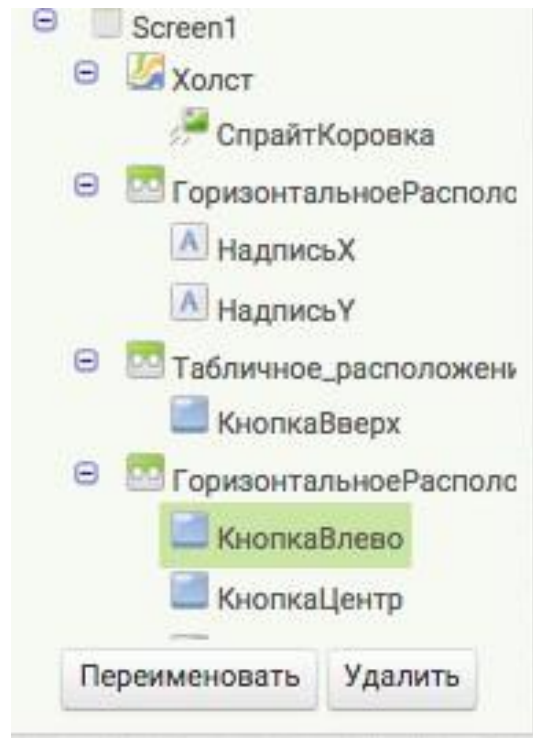 Screen1
Холст
СпрайтКоровка
ГоризонтальноеРасполо
НадписьX
НадписьY
Табличное_расположени
КнопкаВверх
ГоризонтальноеРасполо
КнопкаВлево
КнопкаЦентр
Переименовать Удалить